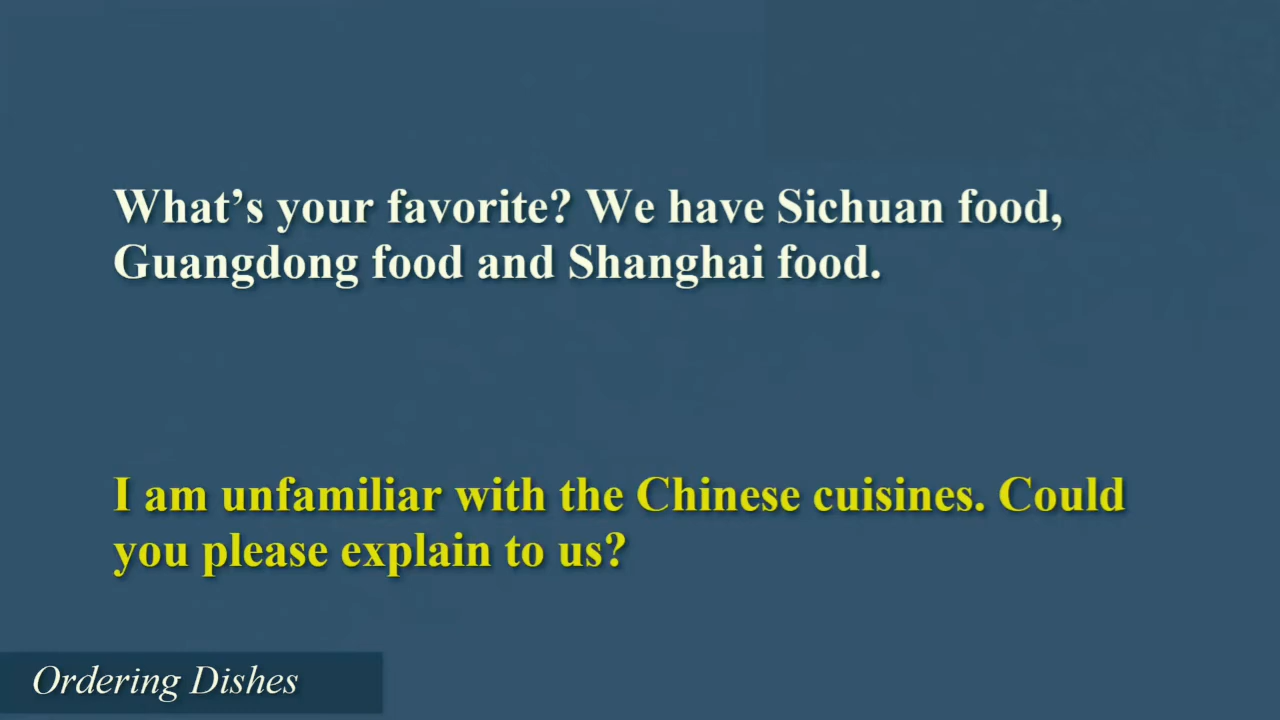 What’s your favorite? We have Sichuan food,
Guangdong food and Shanghai food.
I am unfamiliar with the Chinese cuisines. Could
you please explain to us?
Ordering Dishes